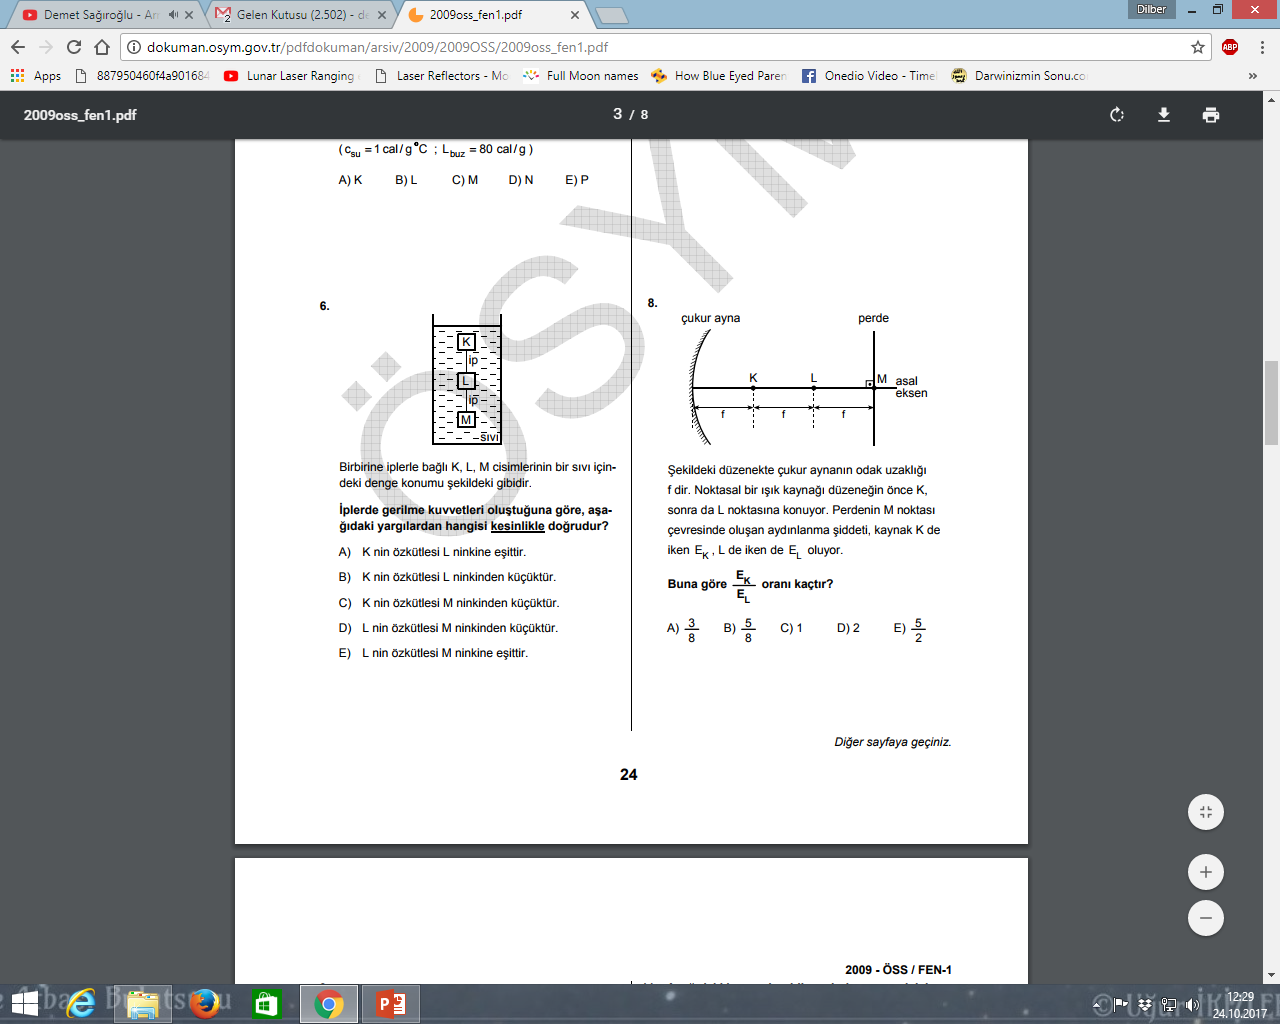 Demet Sağıroğlu - Arı
Gelen Kutusu (2.502) - de
2009oss_fen1.pdf
Dilber
dokuman.osym.gov.tr/pdfdokuman/arsiv/2009/2009OSS/2009oss_fen1.pdf
ABP
Apps
887950460f4a901684
Lunar Laser Ranging
Laser Reflectors - Mo
Full Moon names
How Blue Eyed Paren
Onedio Video - Timel
Darwinizmin Sonu.co
»
2009oss_fen1.pdf
3 / 8
( c_su = 1 cal / g °C ; L_buz = 80 cal / g )
A) K B) L C) M D) N E) P
ÖSYM
6.
K
ip
L
ip
M
SIVI
Birbirine iplerle bağlı K, L, M cisimlerinin bir sıvı için-
deki denge konumu şekildeki gibidir.
İplerde gerilme kuvvetleri oluştuğuna göre, aşa-
ğıdaki yargılardan hangisi kesinlikle doğrudur?
A) K nin özkütlesi L ninkine eşittir.
B) K nin özkütlesi L ninkinden küçüktür.
C) K nin özkütlesi M ninkinden küçüktür.
D) L nin özkütlesi M ninkinden küçüktür.
E) L nin özkütlesi M ninkine eşittir.
8.
çukur ayna perde
K L M asal
eksen
f f f
Şekildeki düzenekte çukur aynanın odak uzaklığı
f dir. Noktasal bir ışık kaynağı düzeneğin önce K,
sonra da L noktasına konuyor. Perdenin M noktası
çevresinde oluşan aydınlanma şiddeti, kaynak K de
iken E_K , L de iken de E_L oluyor.
Buna göre E_K / E_L oranı kaçtır?
A) 3/8 B) 5/8 C) 1 D) 2 E) 5/2
Diğer sayfaya geçiniz.
24
2009 - ÖSS / FEN-1
12:29
24.10.2017